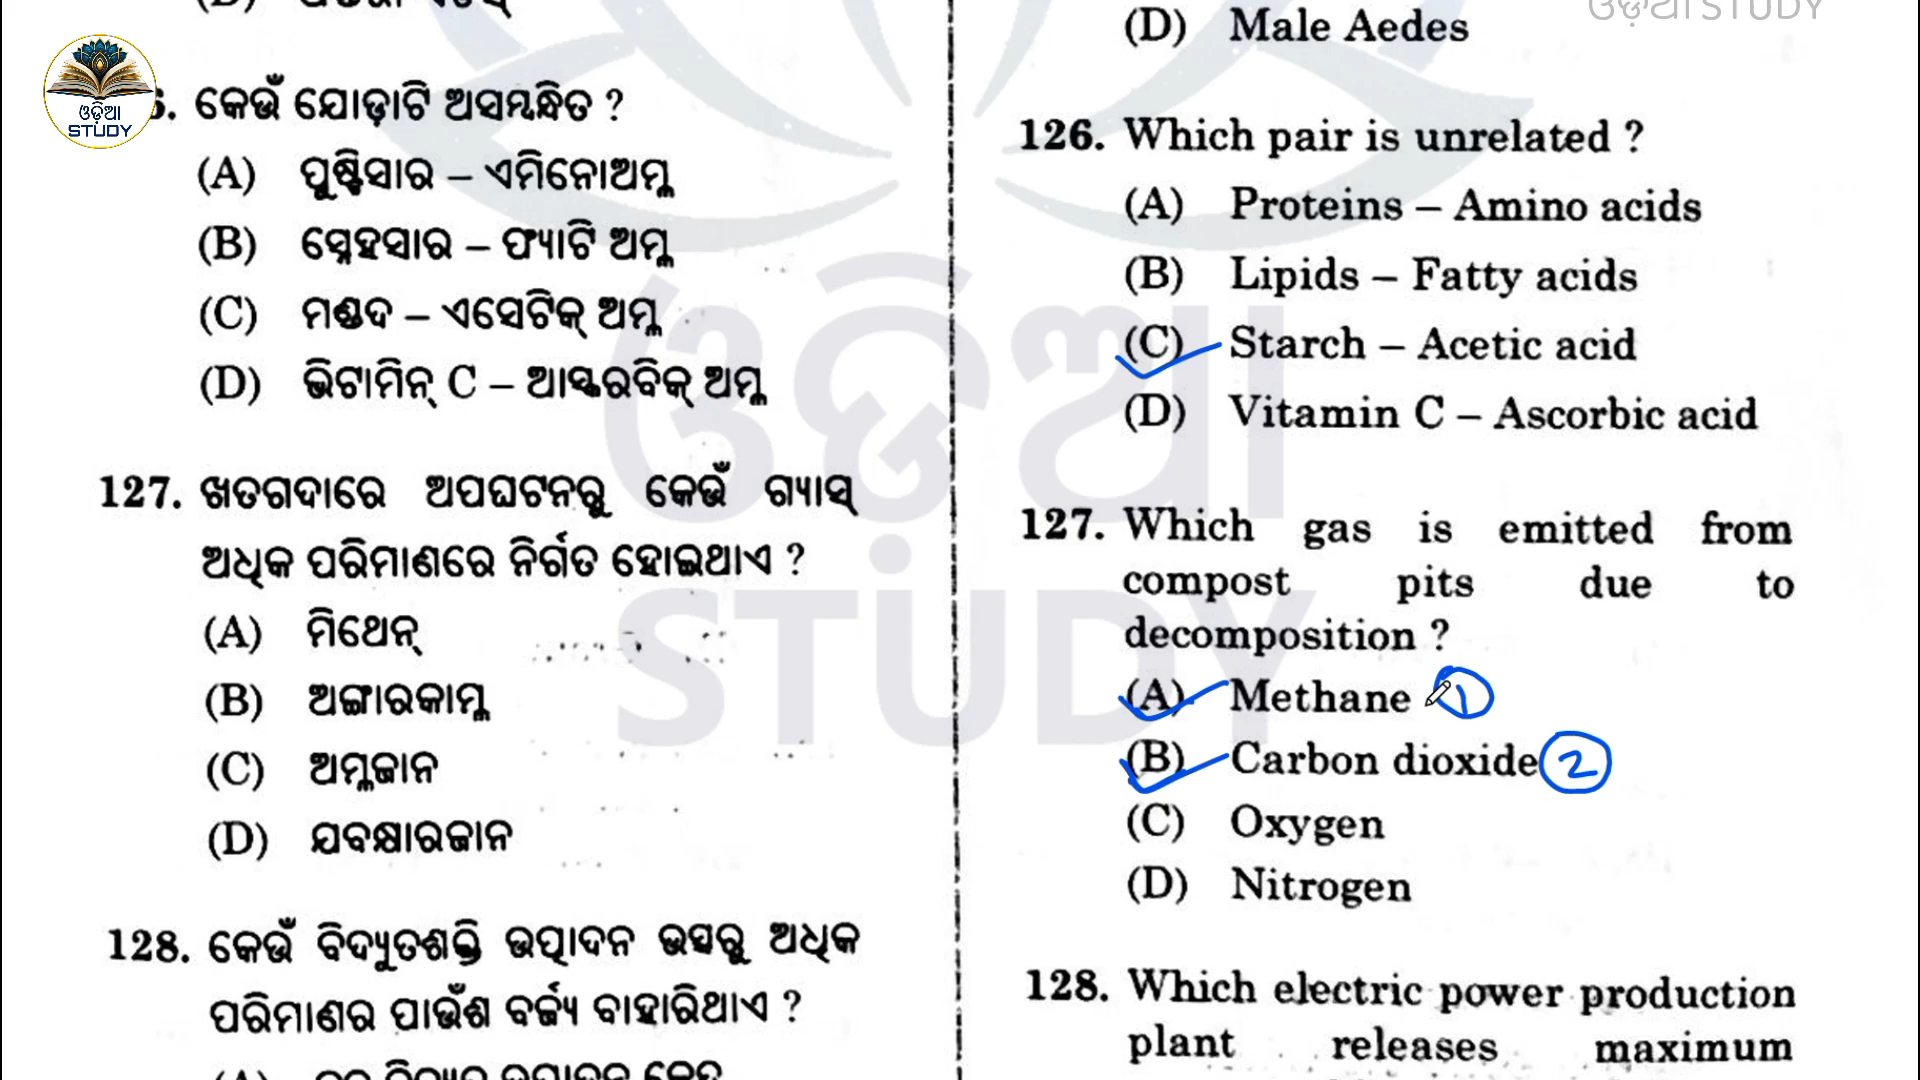 ଓଡ଼ିଆ
STUDY
କେଉଁ ଯୋଡ଼ାଟି ଅସମ୍ବନ୍ଧିତ ?
(A) ପୁଷ୍ଟିସାର – ଏମିନୋଅମ୍ଳ
(B) ସ୍ନେହସାର – ଫ୍ୟାଟି ଅମ୍ଳ
(C) ମଣ୍ଡଦ – ଏସେଟିକ୍ ଅମ୍ଳ
(D) ଭିଟାମିନ୍ C – ଆସ୍କରବିକ୍ ଅମ୍ଳ
127. ଖତଗଦାରେ ଅପଘଟନରୁ କେଉଁ ଗ୍ୟାସ୍
ଅଧିକ ପରିମାଣରେ ନିର୍ଗତ ହୋଇଥାଏ ?
(A) ମିଥେନ୍
(B) ଅଙ୍ଗାରକାମ୍ଳ
(C) ଅମ୍ଳଜାନ
(D) ଯବକ୍ଷାରଜାନ
128. କେଉଁ ବିଦ୍ୟୁତଶକ୍ତି ଉତ୍ପାଦନ ଉତ୍ସରୁ ଅଧିକ
ପରିମାଣର ପାଉଁଶ ବର୍ଜ୍ୟ ବାହାରିଥାଏ ?
ଓଡ଼ିଆ STUDY
(D) Male Aedes
126. Which pair is unrelated ?
(A) Proteins – Amino acids
(B) Lipids – Fatty acids
(C) Starch – Acetic acid
(D) Vitamin C – Ascorbic acid
127. Which gas is emitted from
compost pits due to
decomposition ?
(A) Methane 1
(B) Carbon dioxide 2
(C) Oxygen
(D) Nitrogen
128. Which electric power production
plant releases maximum
ଓଡ଼ିଆ
STUDY